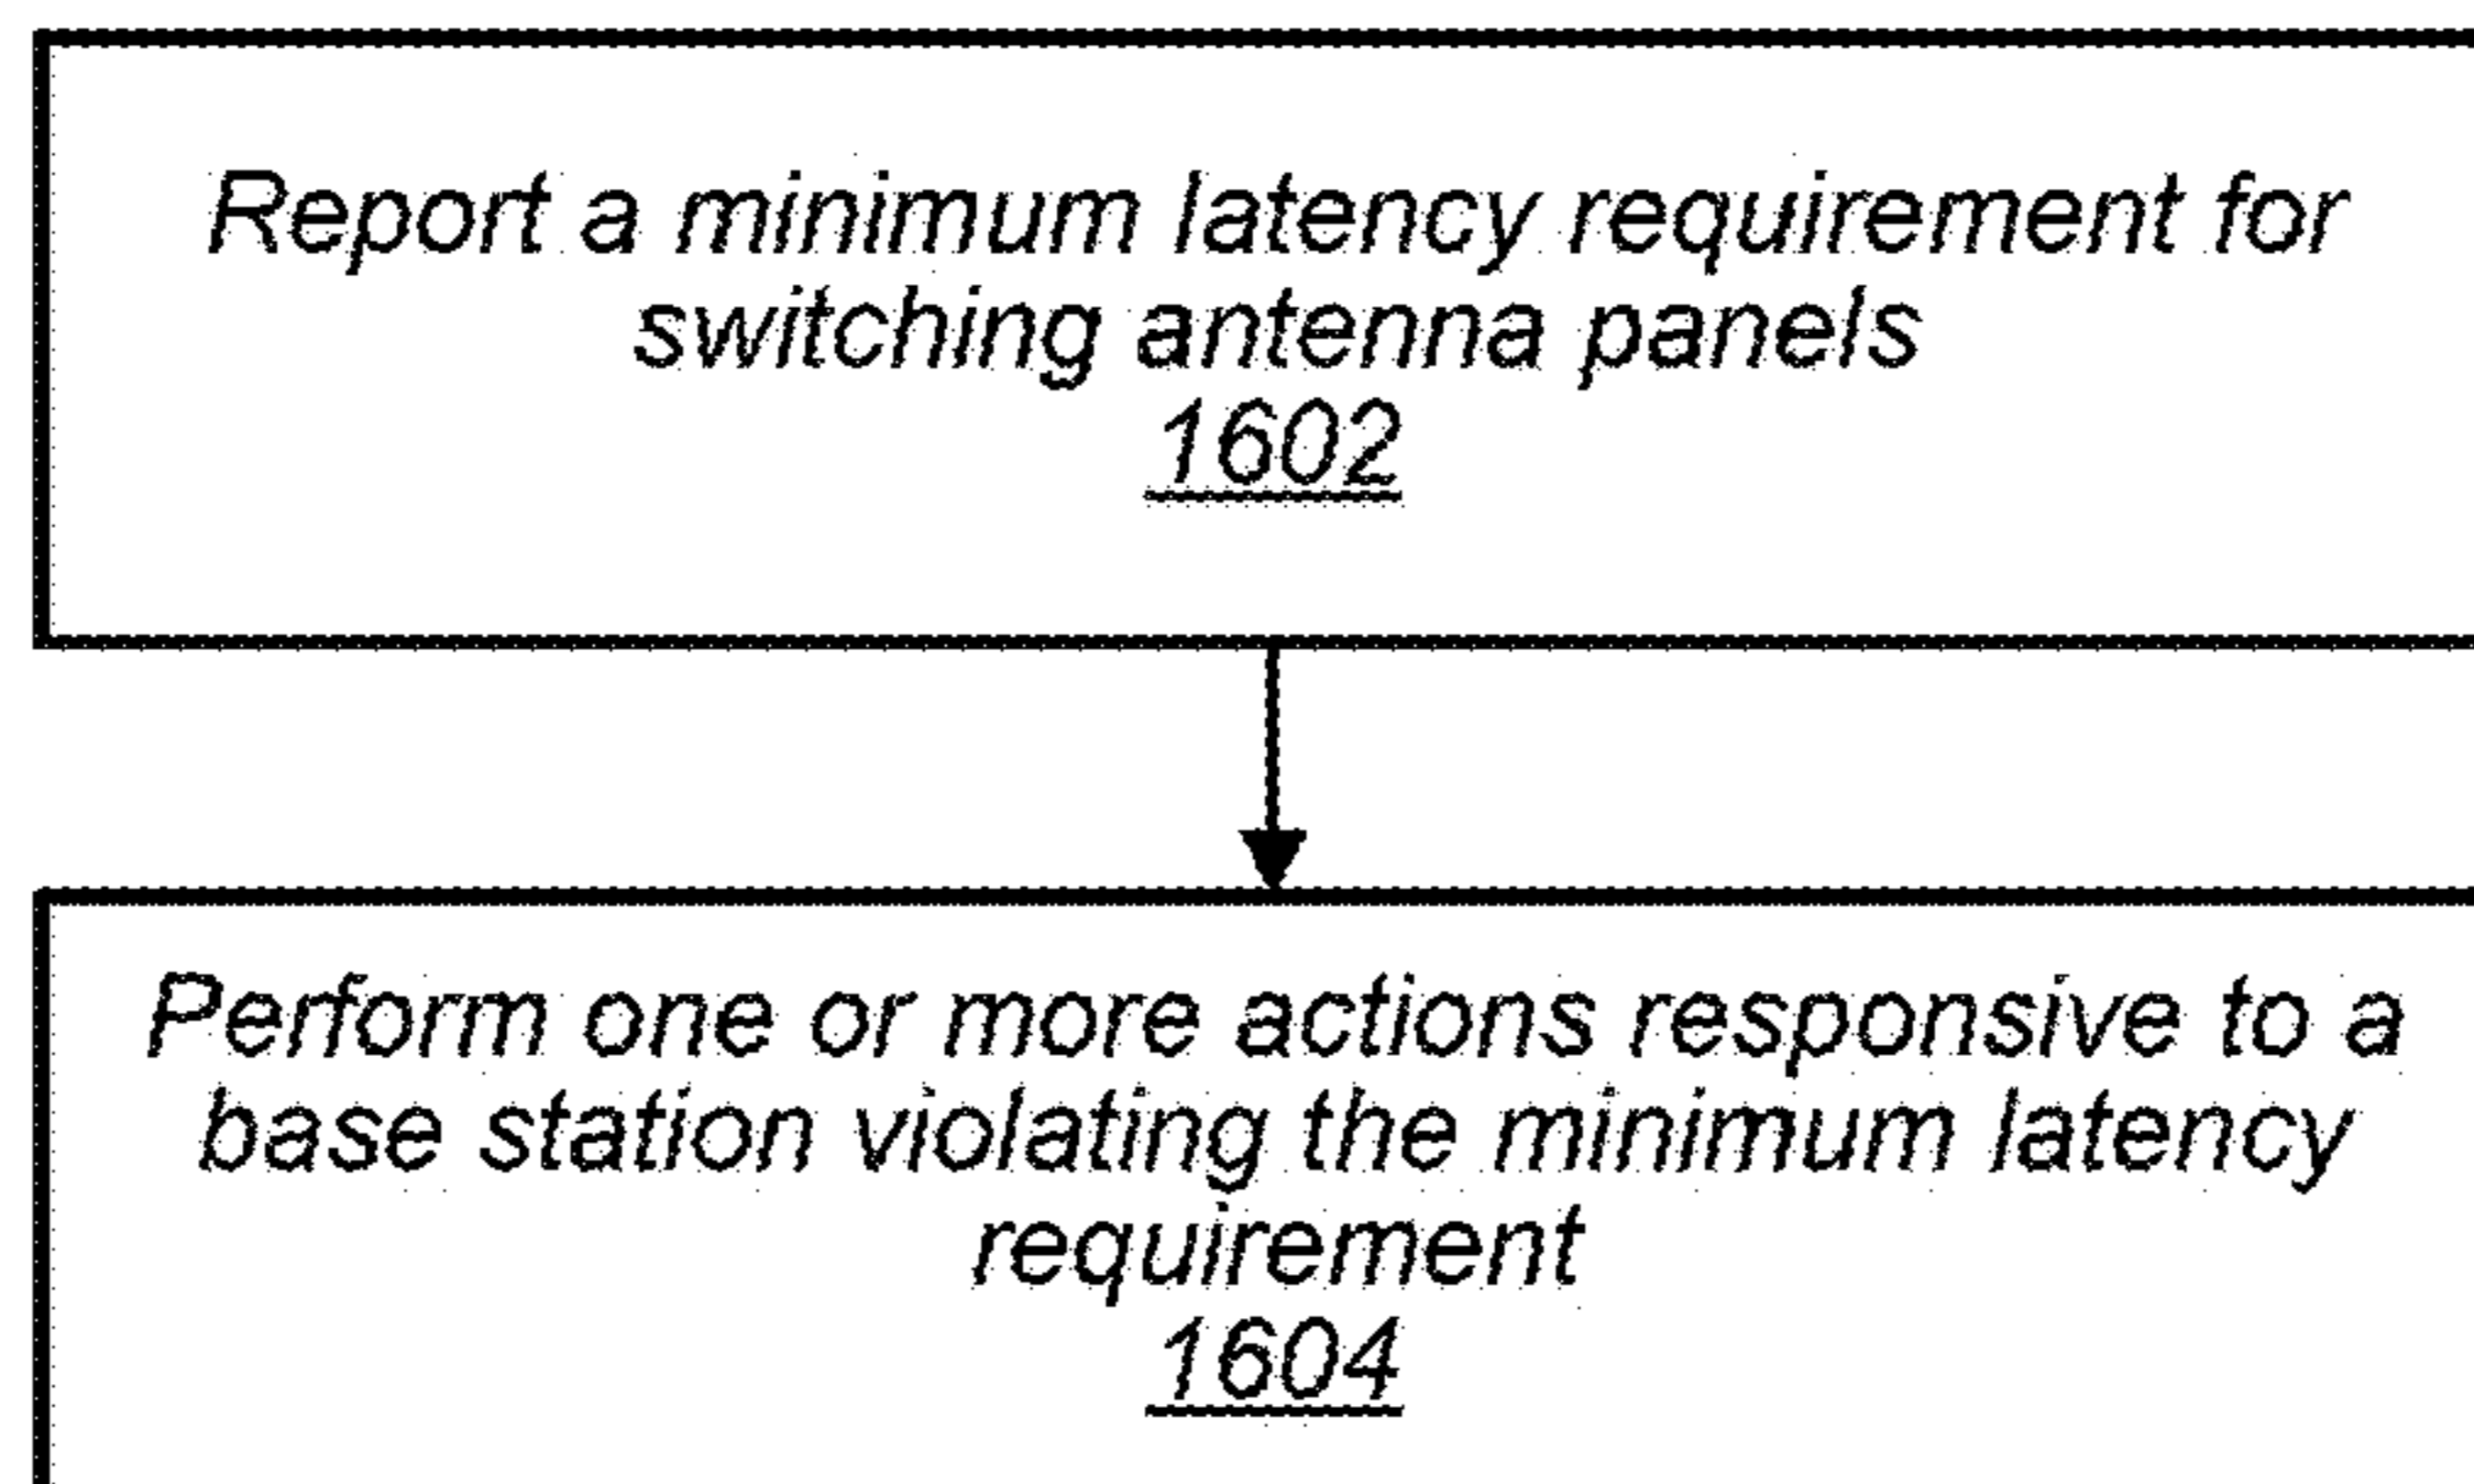 Report a minimum latency requirement for
switching antenna panels
1602
Perform one or more actions responsive to a
base station violating the minimum latency
requirement
1604